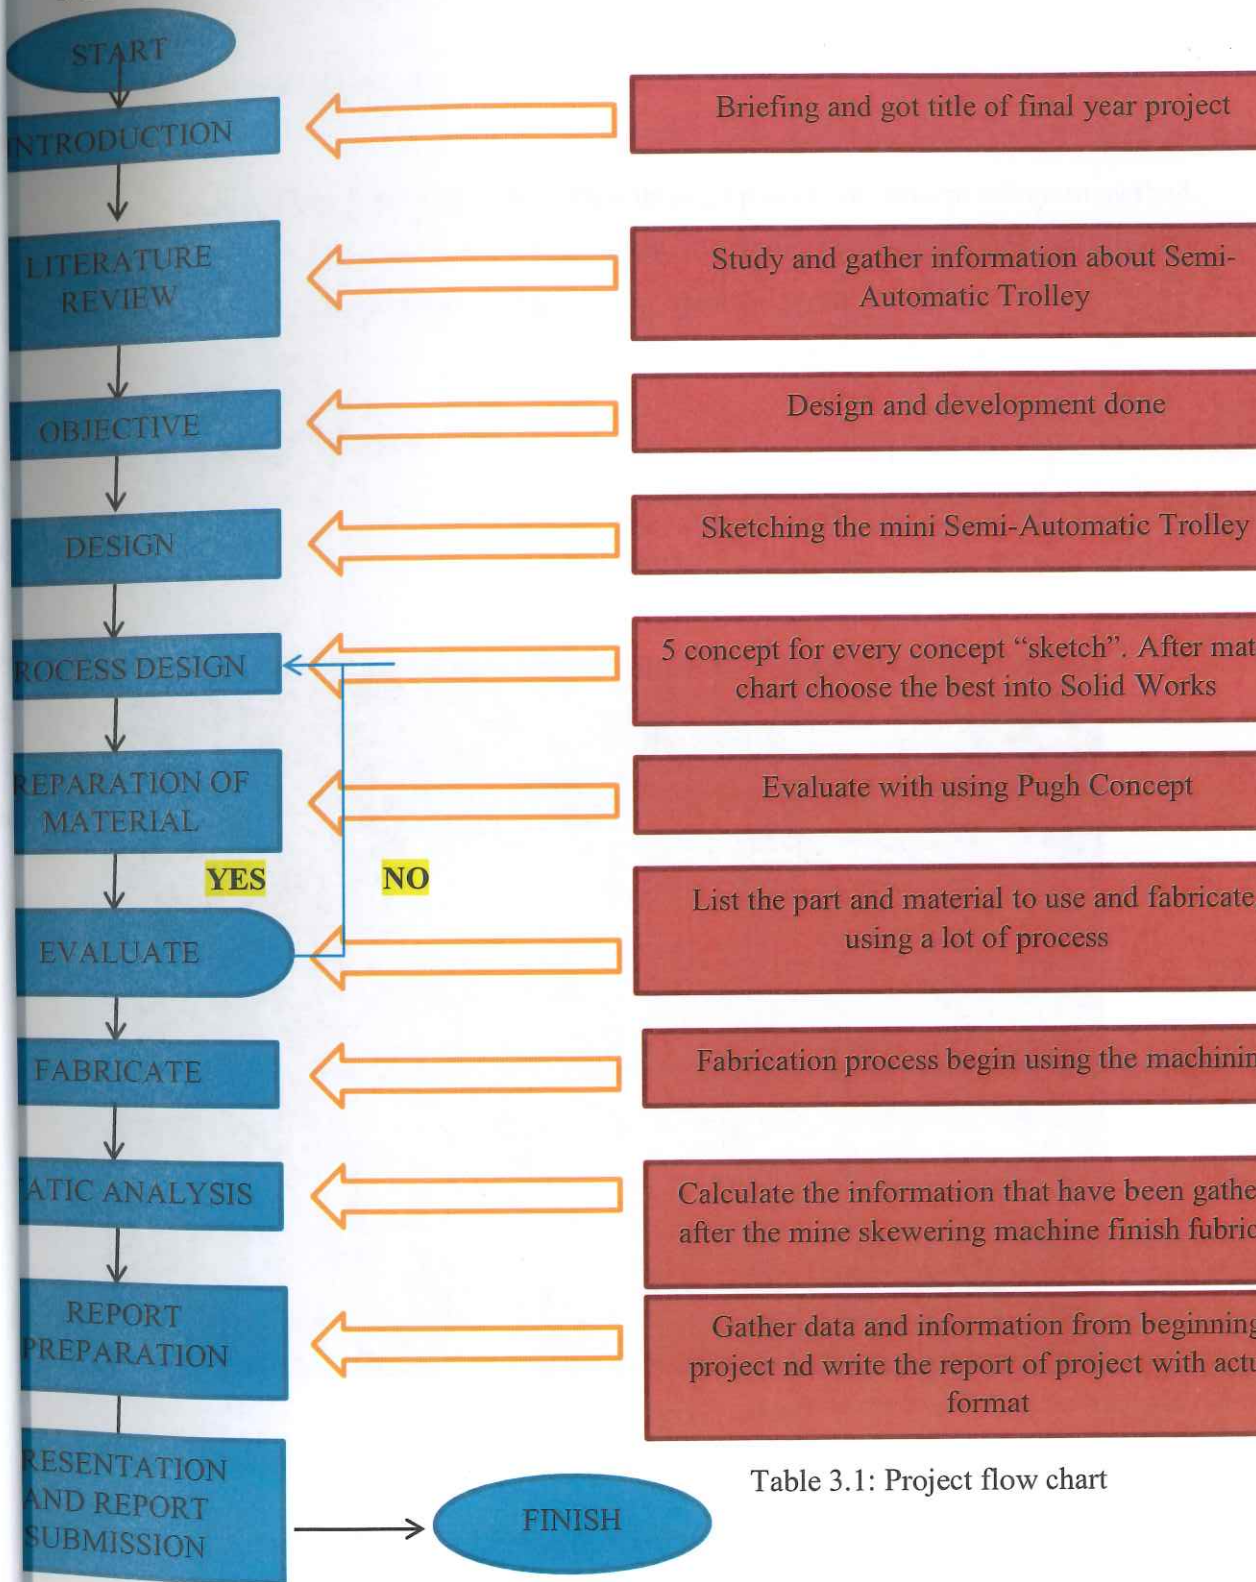 START
INTRODUCTION
Briefing and got title of final year project
LITERATURE
REVIEW
Study and gather information about Semi-
Automatic Trolley
OBJECTIVE
Design and development done
DESIGN
Sketching the mini Semi-Automatic Trolley
ROCESS DESIGN
5 concept for every concept “sketch”. After mat
chart choose the best into Solid Works
REPARATION OF
MATERIAL
Evaluate with using Pugh Concept
YES
NO
EVALUATE
List the part and material to use and fabricate
using a lot of process
FABRICATE
Fabrication process begin using the machinin
ATIC ANALYSIS
Calculate the information that have been gathe
after the mine skewering machine finish fubric
REPORT
PREPARATION
Gather data and information from beginning
project nd write the report of project with actu
format
RESENTATION
AND REPORT
SUBMISSION
FINISH
Table 3.1: Project flow chart